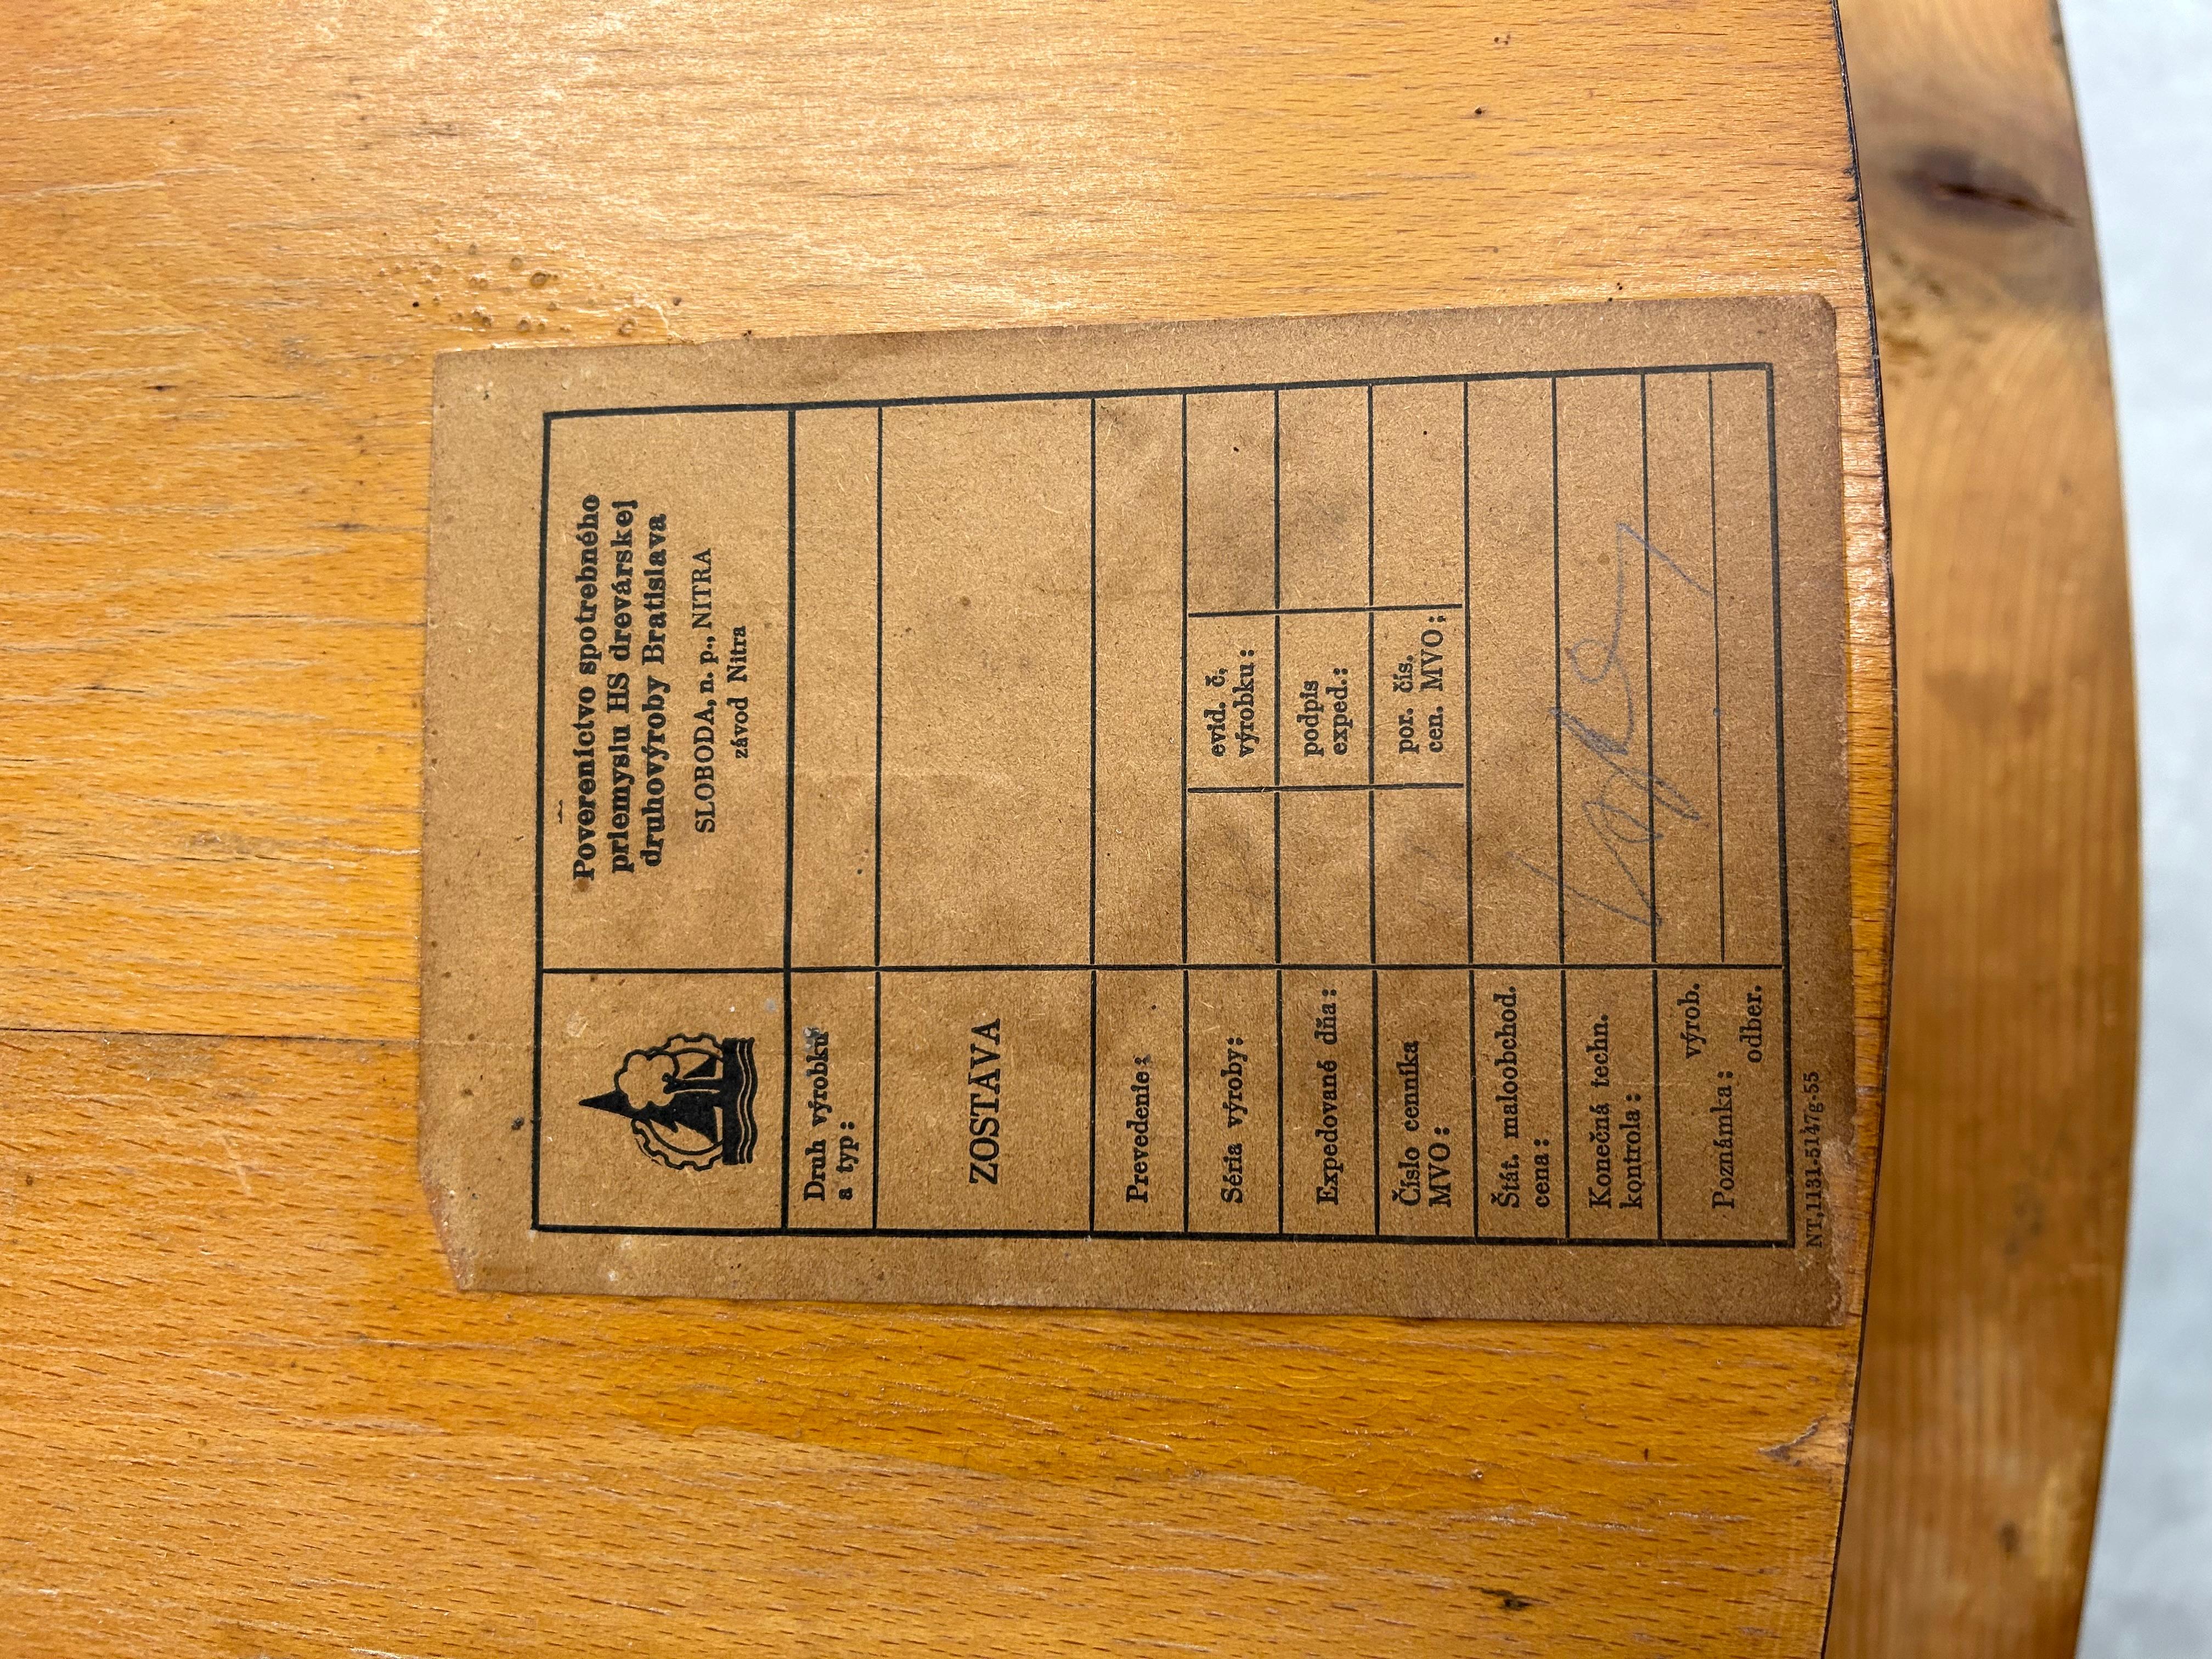 Povereníctvo spotrebného
priemyslu HS drevárskej
druhovýroby Bratislava
SLOBODA, n. p., NITRA
závod Nitra
Druh výrobku
a typ:
ZOSTAVA
Prevedenie:
Séria výroby:
evid. č.
výrobku:
Expedované dňa:
podpis
exped.:
Číslo cenníka
MVO:
por. čís.
cen. MVO:
Štát. maloobchod.
cena:
Konečná techn.
kontrola:
Poznámka:
výrob.
odber.
NT,1131-5147g-55